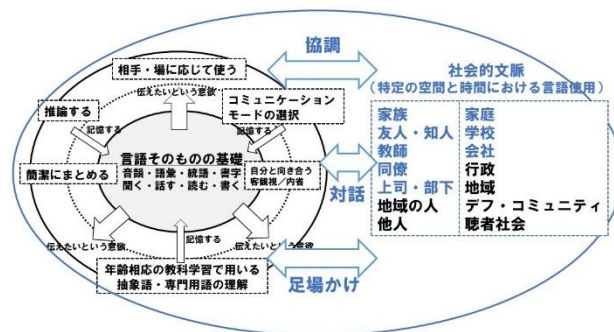 協調
相手・場に応じて使う
伝えたいという意欲
推論する
記憶する
コミュニケーション
モードの選択
記憶する
簡潔にまとめる
言語そのものの基礎
音韻・語彙・統語・書字
聞く・話す・読む・書く
自分と向き合う
客観視/内省
対話
伝えたいという意欲
記憶する
伝えたいという意欲
年齢相応の教科学習で用いる
抽象語・専門用語の理解
足場かけ
社会的文脈
(特定の空間と時間における言語使用)
家族
友人・知人
教師
同僚
上司・部下
地域の人
他人
家庭
学校
会社
行政
地域
デフ・コミュニティ
聴者社会